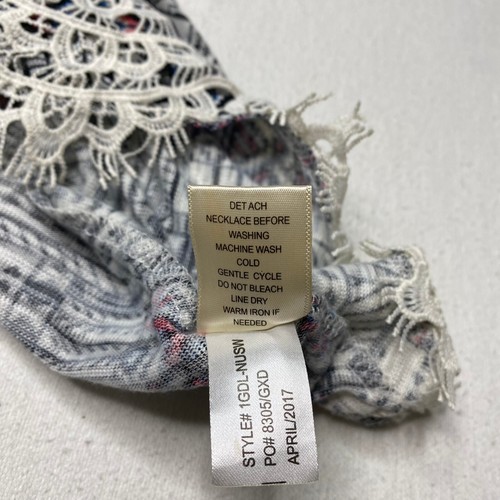 DETACH
NECKLACE BEFORE
WASHING
MACHINE WASH
COLD
GENTLE CYCLE
DO NOT BLEACH
LINE DRY
WARM IRON IF
NEEDED
STYLE# 1GDL-NUSW
PO# 8305/GXD
APRIL/2017